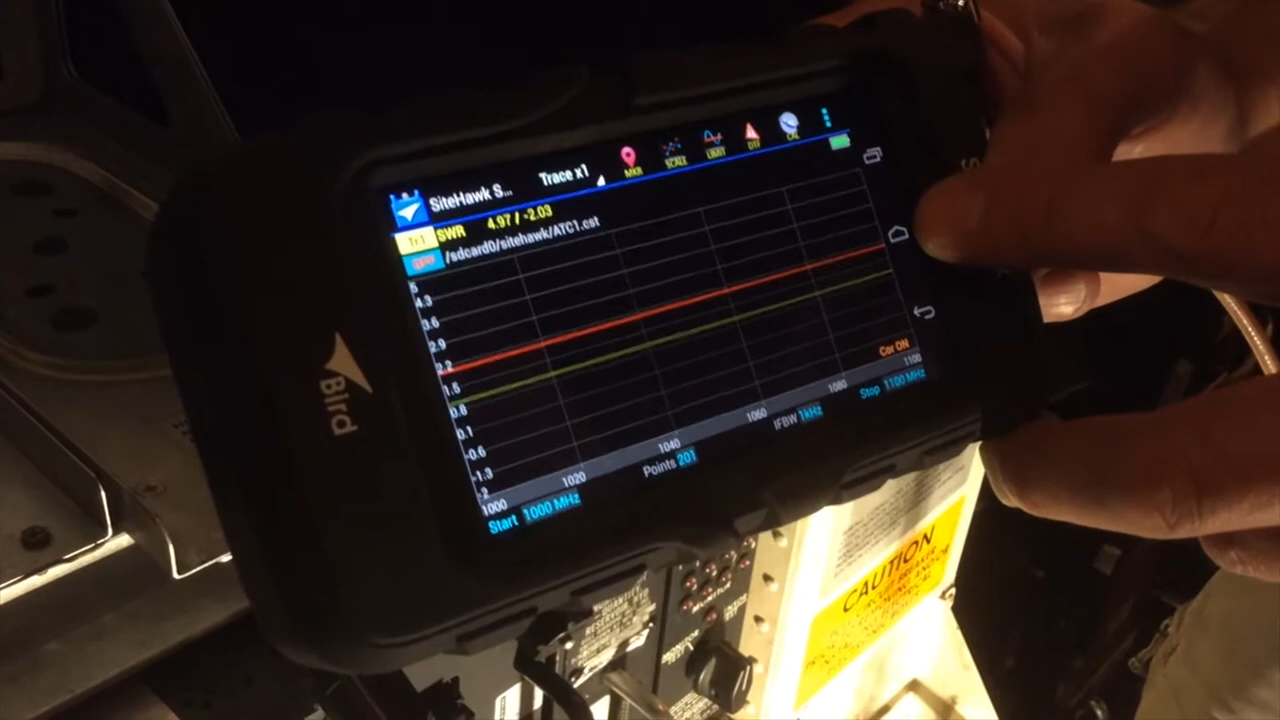 SiteHawk S...
Trace x1
MKR
SCALE
LIMIT
DTF
CAL
Tr1 SWR 4.97 / -2.03
/sdcard0/sitehawk/ATC1.cst
5
4.3
3.6
2.9
2.2
1.5
0.8
0.1
-0.6
-1.3
-2
Cor ON
1000 1020 1040 1060 1080 1100
Start 1000 MHz Points 201 IFBW 1kHz Stop 1100 MHz
Bird
CAUTION
CIRCUIT BREAKER